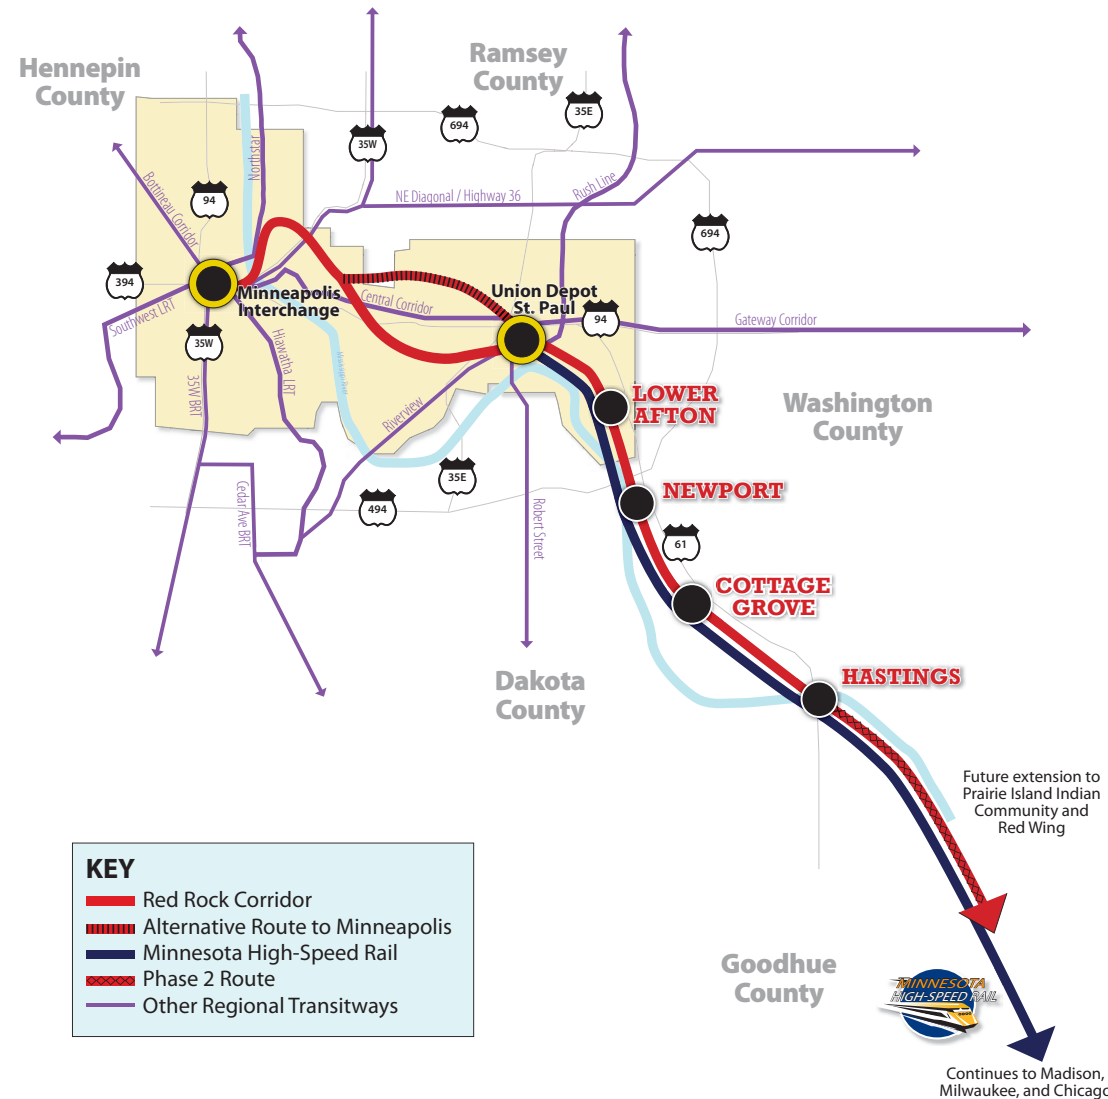 Hennepin
County
Ramsey
County
35E
694
35W
Northstar
Bottineau Corridor
94
NE Diagonal / Highway 36
Rush Line
694
394
Minneapolis
Interchange
Southwest LRT
Central Corridor
Union Depot
St. Paul
94
Gateway Corridor
35W
35W BRT
Hiawatha LRT
Mississippi River
Riverview
LOWER
AFTON
Washington
County
35E
494
Cedar Ave BRT
Robert Street
NEWPORT
61
COTTAGE
GROVE
Dakota
County
HASTINGS
Future extension to
Prairie Island Indian
Community and
Red Wing
KEY
Red Rock Corridor
Alternative Route to Minneapolis
Minnesota High-Speed Rail
Phase 2 Route
Other Regional Transitways
Goodhue
County
MINNESOTA
HIGH-SPEED RAIL
Continues to Madison,
Milwaukee, and Chicago